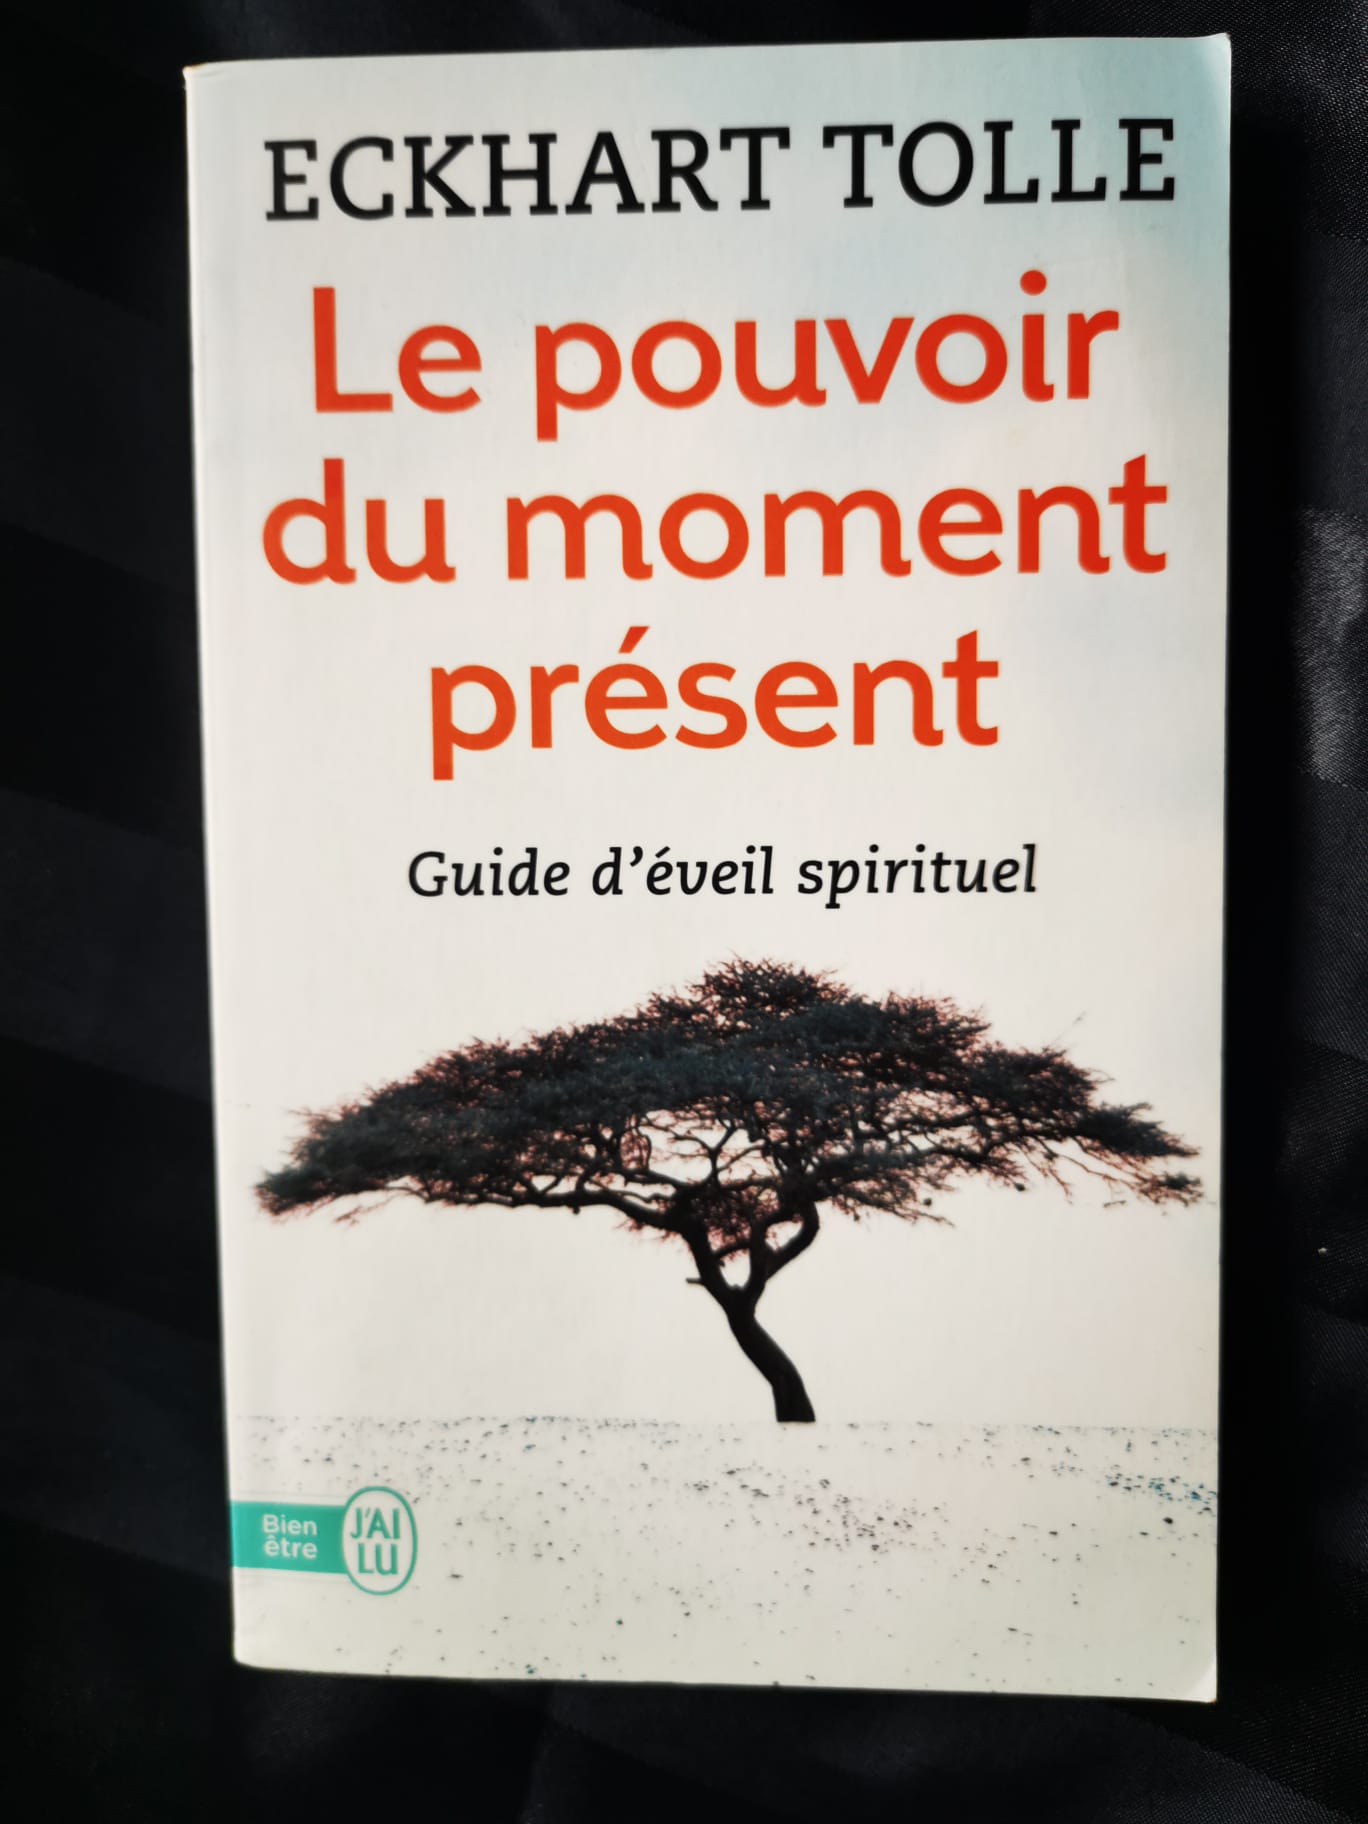 ECKHART TOLLE
Le pouvoir
du moment
présent
Guide d'éveil spirituel
Bien
être
J'AI
LU